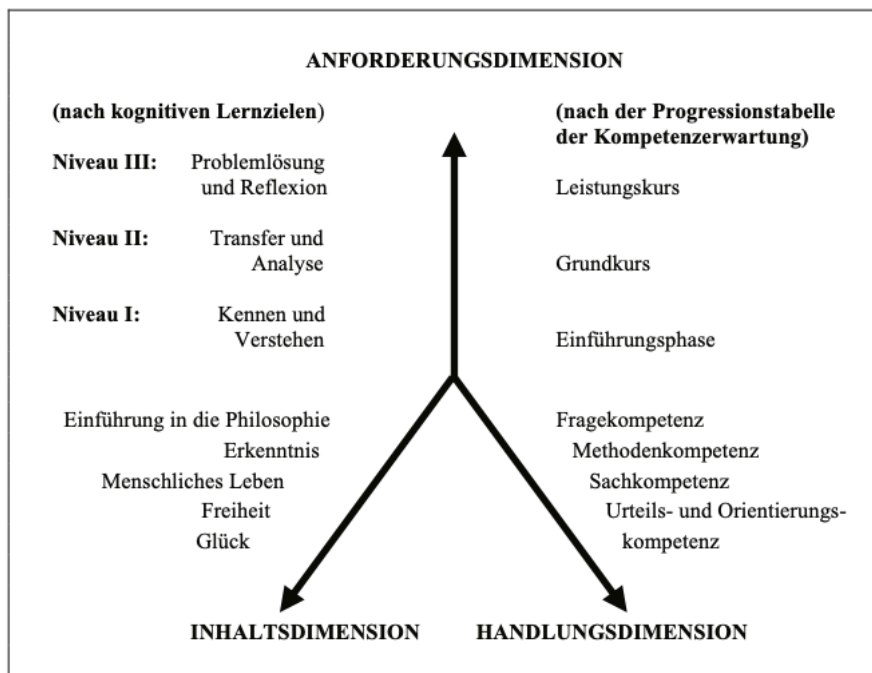 ANFORDERUNGSDIMENSION
(nach kognitiven Lernzielen)
Niveau III: Problemlösung
und Reflexion
Niveau II: Transfer und
Analyse
Niveau I: Kennen und
Verstehen
(nach der Progressionstabelle
der Kompetenzerwartung)
Leistungskurs
Grundkurs
Einführungsphase
Einführung in die Philosophie
Erkenntnis
Menschliches Leben
Freiheit
Glück
Fragekompetenz
Methodenkompetenz
Sachkompetenz
Urteils- und Orientierungs-
kompetenz
INHALTSDIMENSION
HANDLUNGSDIMENSION